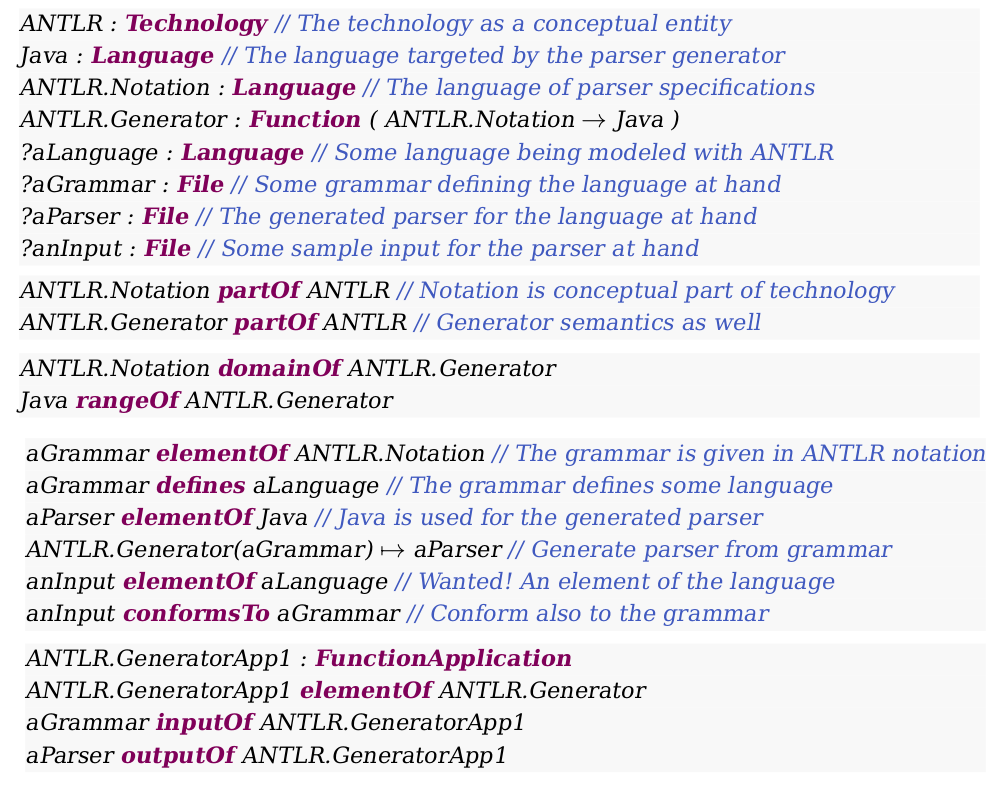 ANTLR : Technology // The technology as a conceptual entity
Java : Language // The language targeted by the parser generator
ANTLR.Notation : Language // The language of parser specifications
ANTLR.Generator : Function ( ANTLR.Notation → Java )
?aLanguage : Language // Some language being modeled with ANTLR
?aGrammar : File // Some grammar defining the language at hand
?aParser : File // The generated parser for the language at hand
?anInput : File // Some sample input for the parser at hand
ANTLR.Notation partOf ANTLR // Notation is conceptual part of technology
ANTLR.Generator partOf ANTLR // Generator semantics as well
ANTLR.Notation domainOf ANTLR.Generator
Java rangeOf ANTLR.Generator
aGrammar elementOf ANTLR.Notation // The grammar is given in ANTLR notation
aGrammar defines aLanguage // The grammar defines some language
aParser elementOf Java // Java is used for the generated parser
ANTLR.Generator(aGrammar) ↦ aParser // Generate parser from grammar
anInput elementOf aLanguage // Wanted! An element of the language
anInput conformsTo aGrammar // Conform also to the grammar
ANTLR.GeneratorApp1 : FunctionApplication
ANTLR.GeneratorApp1 elementOf ANTLR.Generator
aGrammar inputOf ANTLR.GeneratorApp1
aParser outputOf ANTLR.GeneratorApp1